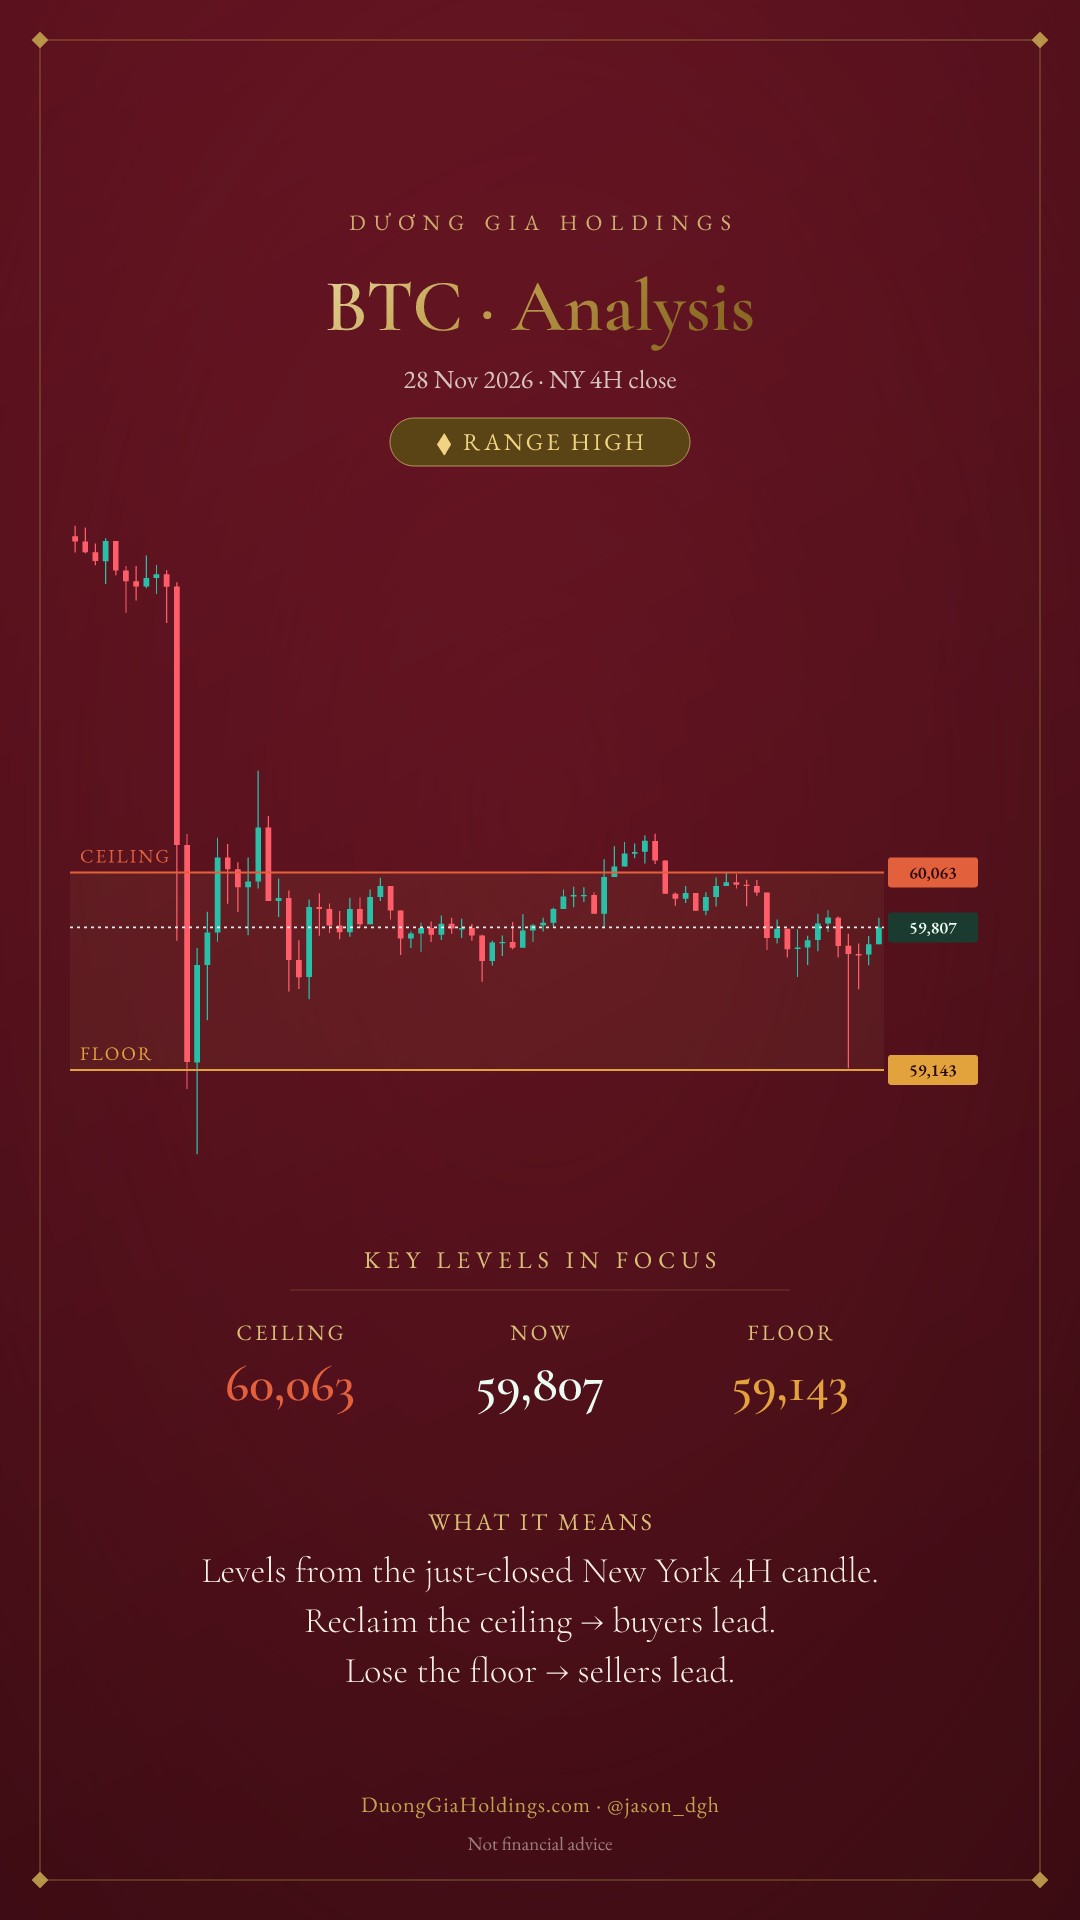 DƯƠNG GIA HOLDINGS
BTC · Analysis
28 Nov 2026 · NY 4H close
♦ RANGE HIGH
CEILING
60,063
59,807
FLOOR
59,143
KEY LEVELS IN FOCUS
CEILING NOW FLOOR
60,063 59,807 59,143
WHAT IT MEANS
Levels from the just-closed New York 4H candle.
Reclaim the ceiling → buyers lead.
Lose the floor → sellers lead.
DuongGiaHoldings.com · @jason_dgh
Not financial advice